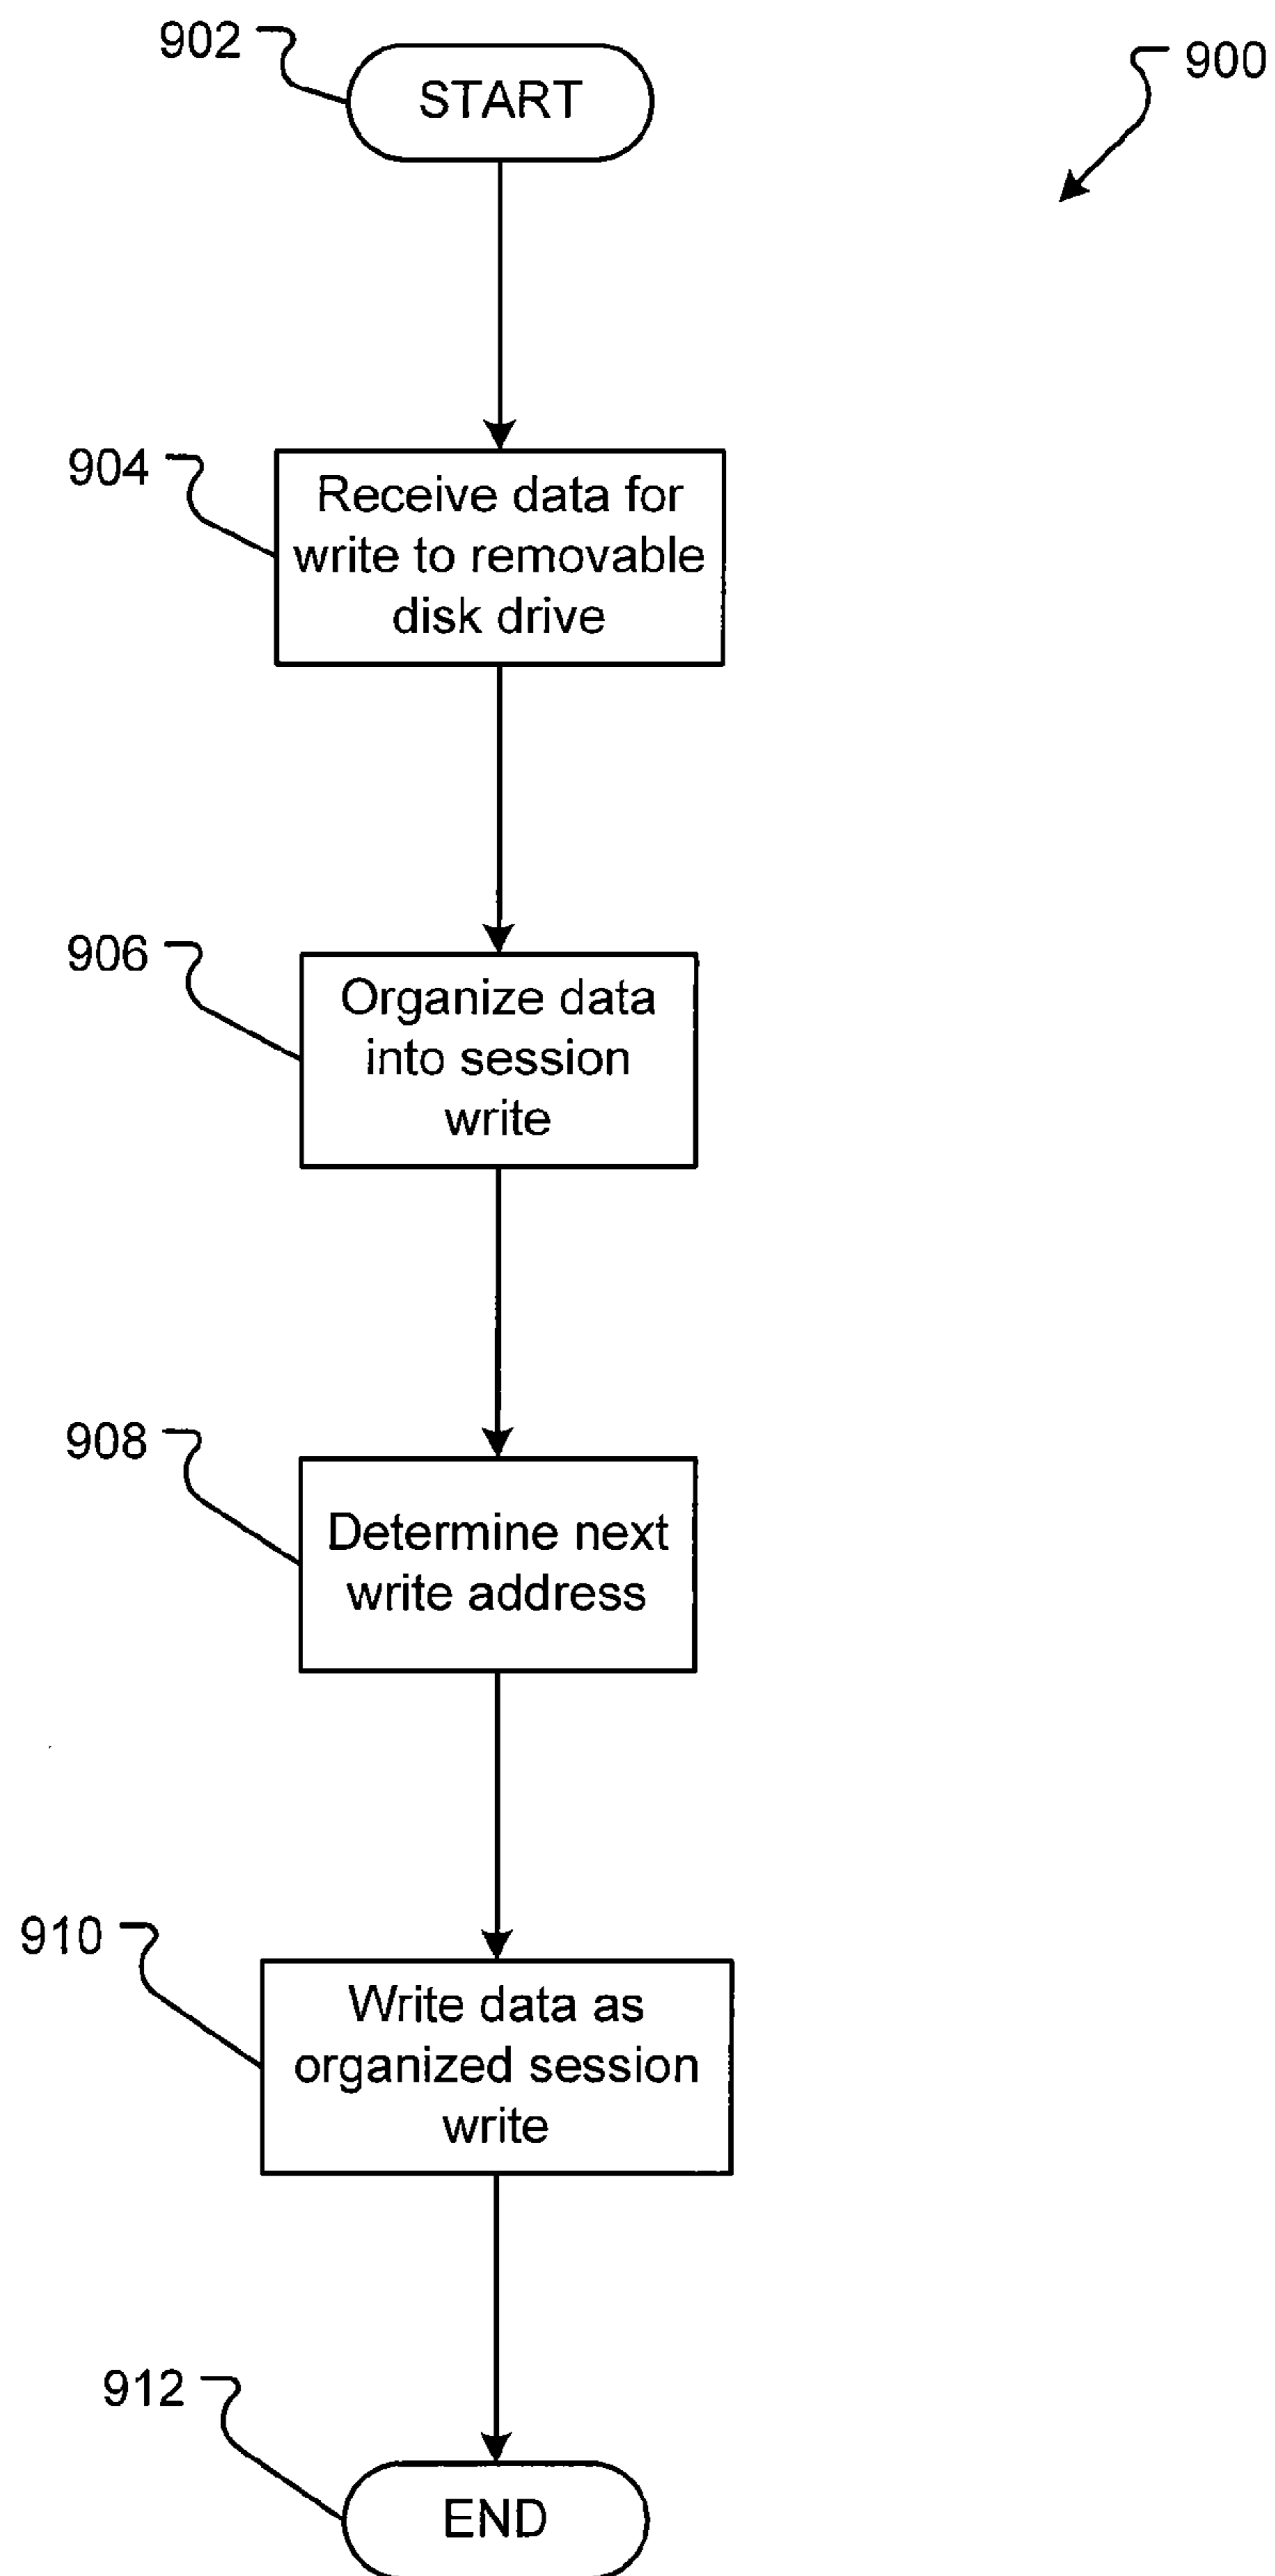 902
START
900
904
Receive data for
write to removable
disk drive
906
Organize data
into session
write
908
Determine next
write address
910
Write data as
organized session
write
912
END